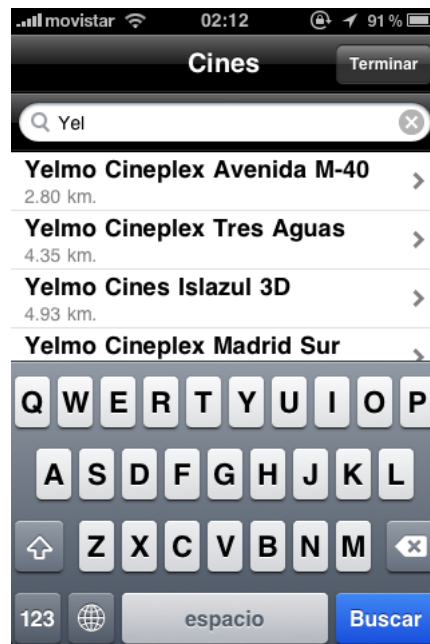 movistar 02:12 91 %
Cines Terminar
Yel
Yelmo Cineplex Avenida M-40
2.80 km.
Yelmo Cineplex Tres Aguas
4.35 km.
Yelmo Cines Islazul 3D
4.93 km.
Yelmo Cineplex Madrid Sur
Q W E R T Y U I O P
A S D F G H J K L
Z X C V B N M
123 espacio Buscar